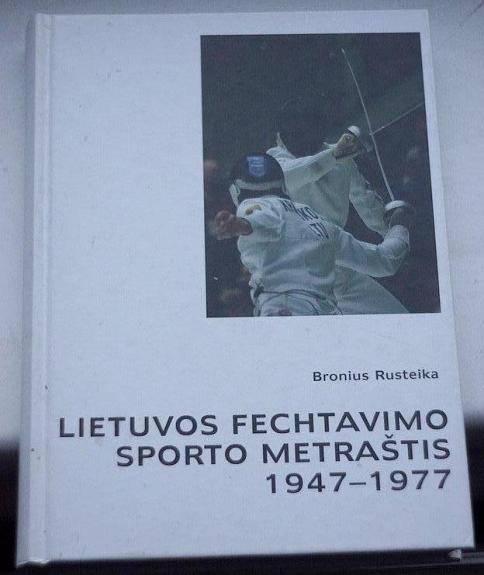 Bronius Rusteika
LIETUVOS FECHTAVIMO
SPORTO METRAŠTIS
1947–1977